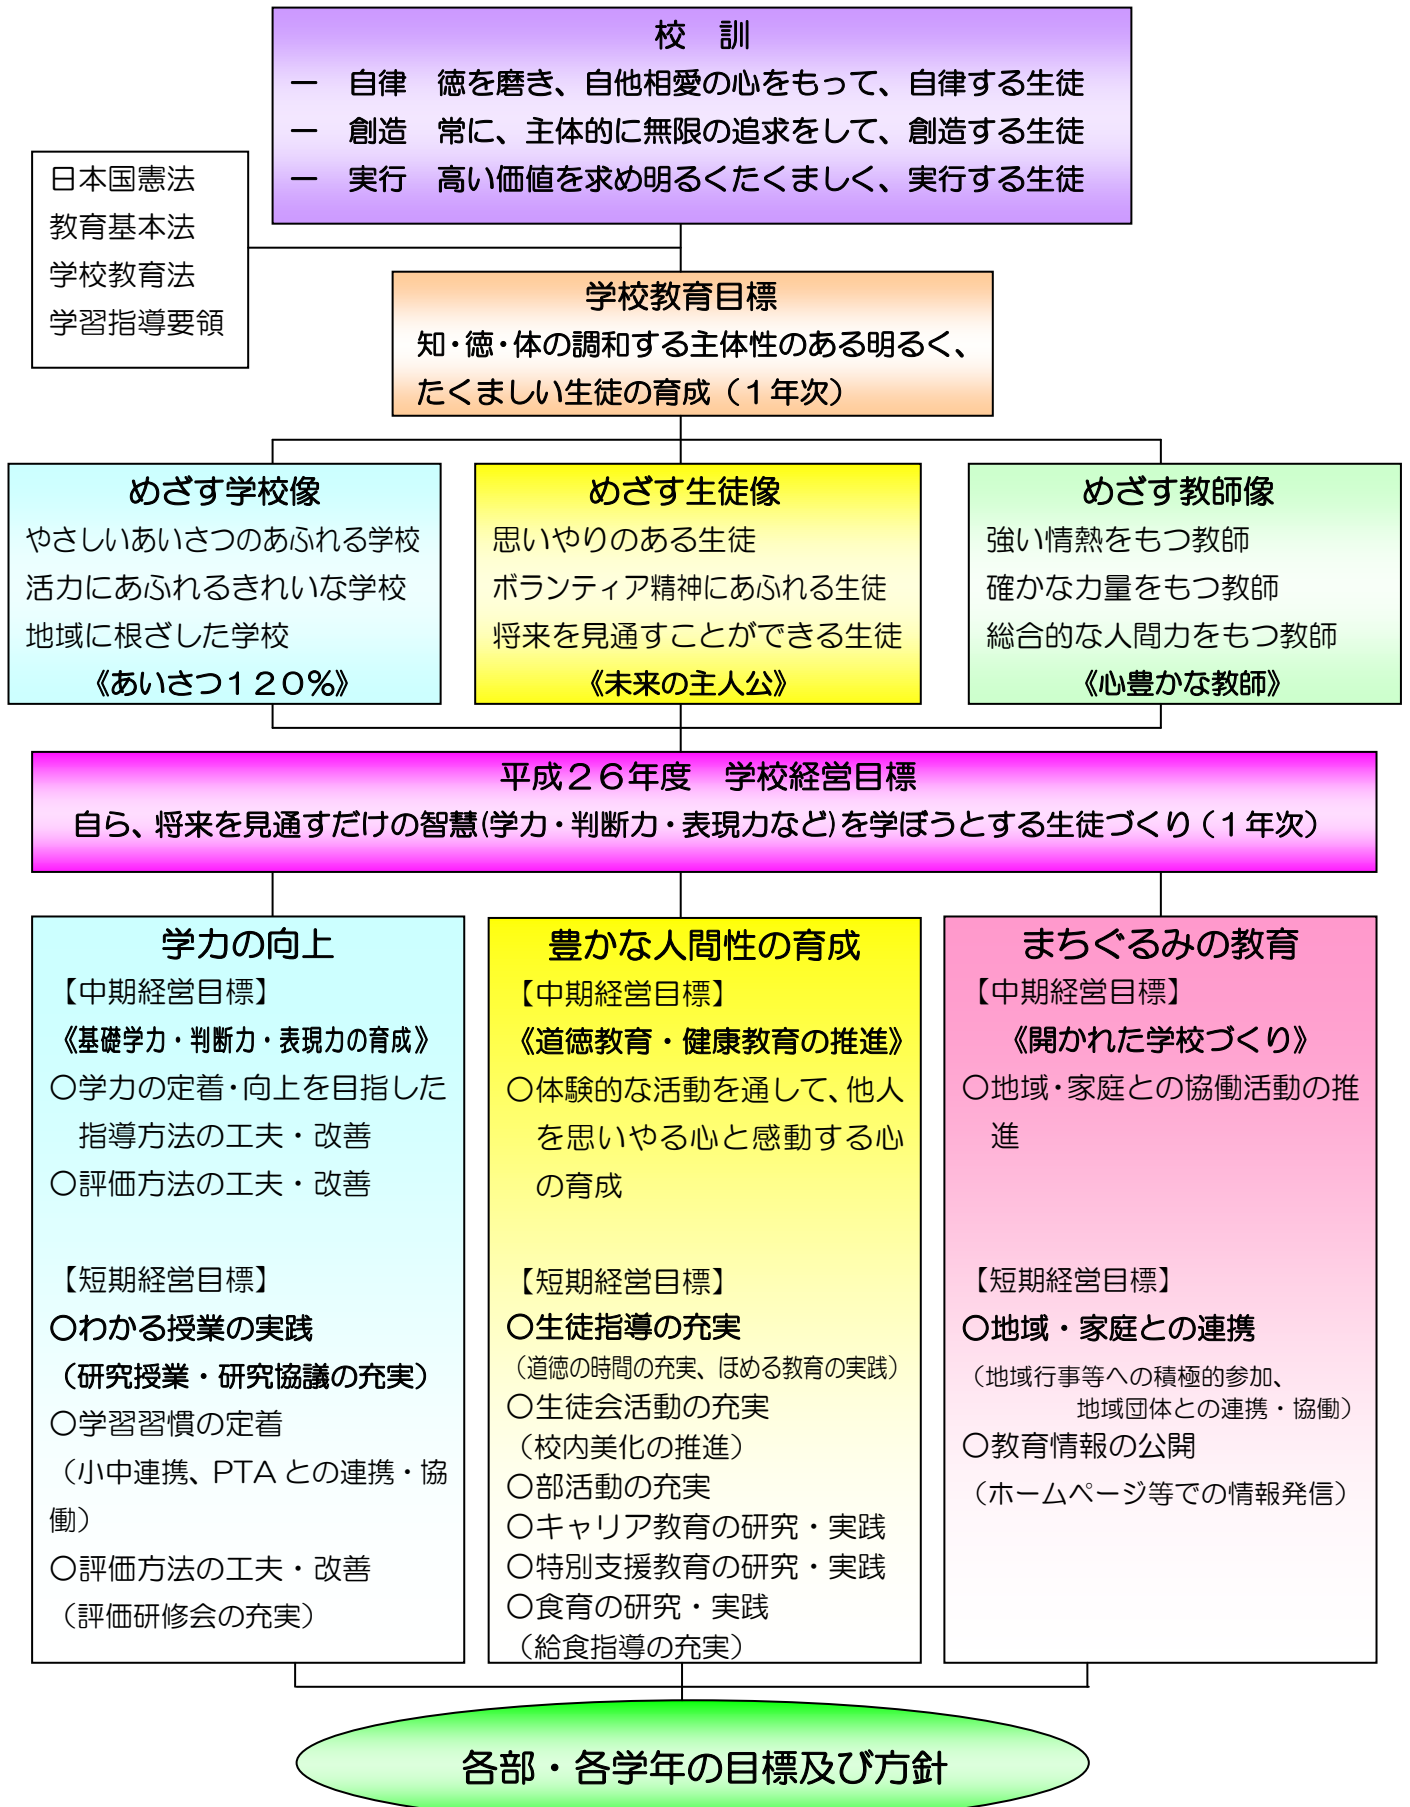 校　訓
一　自律　徳を磨き、自他相愛の心をもって、自律する生徒
一　創造　常に、主体的に無限の追求をして、創造する生徒
一　実行　高い価値を求め明るくたくましく、実行する生徒
日本国憲法
教育基本法
学校教育法
学習指導要領
学校教育目標
知・徳・体の調和する主体性のある明るく、
たくましい生徒の育成（１年次）
めざす学校像
やさしいあいさつのあふれる学校
活力にあふれるきれいな学校
地域に根ざした学校
《あいさつ１２０％》
めざす生徒像
思いやりのある生徒
ボランティア精神にあふれる生徒
将来を見通すことができる生徒
《未来の主人公》
めざす教師像
強い情熱をもつ教師
確かな力量をもつ教師
総合的な人間力をもつ教師
《心豊かな教師》
平成２６年度　学校経営目標
自ら、将来を見通すだけの智慧(学力・判断力・表現力など)を学ぼうとする生徒づくり（１年次）
学力の向上
【中期経営目標】
《基礎学力・判断力・表現力の育成》
○学力の定着・向上を目指した
指導方法の工夫・改善
○評価方法の工夫・改善
【短期経営目標】
○わかる授業の実践
（研究授業・研究協議の充実）
○学習習慣の定着
（小中連携、PTA との連携・協
働）
○評価方法の工夫・改善
（評価研修会の充実）
豊かな人間性の育成
【中期経営目標】
《道徳教育・健康教育の推進》
○体験的な活動を通して、他人
を思いやる心と感動する心
の育成
【短期経営目標】
○生徒指導の充実
（道徳の時間の充実、ほめる教育の実践）
○生徒会活動の充実
（校内美化の推進）
○部活動の充実
○キャリア教育の研究・実践
○特別支援教育の研究・実践
○食育の研究・実践
（給食指導の充実）
まちぐるみの教育
【中期経営目標】
《開かれた学校づくり》
○地域・家庭との協働活動の推
進
【短期経営目標】
○地域・家庭との連携
（地域行事等への積極的参加、
地域団体との連携・協働）
○教育情報の公開
（ホームページ等での情報発信）
各部・各学年の目標及び方針